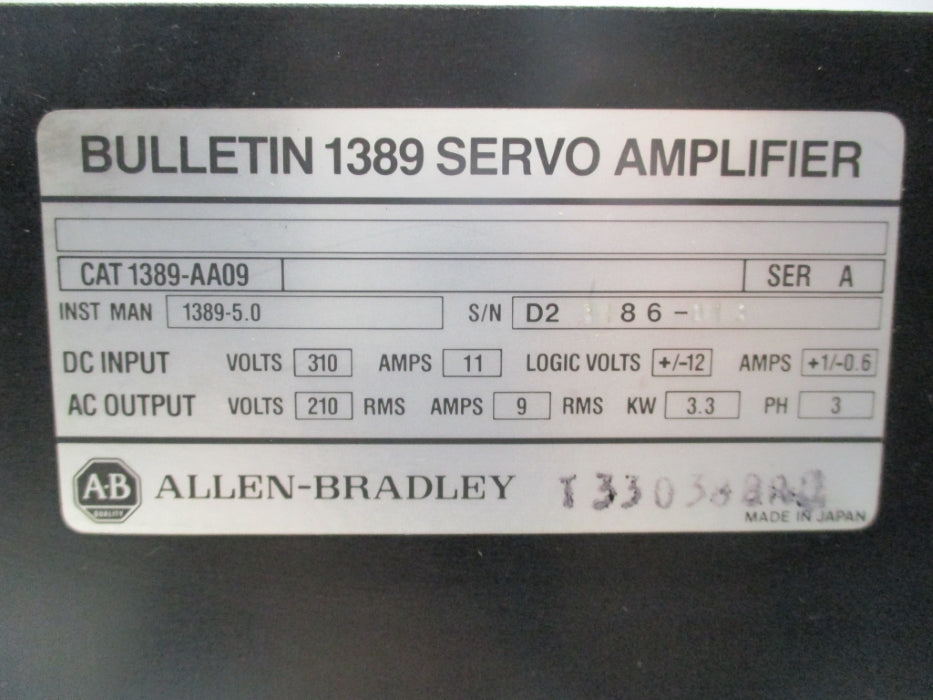 BULLETIN 1389 SERVO AMPLIFIER
CAT 1389-AA09 SER A
INST MAN 1389-5.0 S/N D2 86-
DC INPUT VOLTS 310 AMPS 11 LOGIC VOLTS +/-12 AMPS +1/-0.6
AC OUTPUT VOLTS 210 RMS AMPS 9 RMS KW 3.3 PH 3
A-B QUALITY ALLEN-BRADLEY
MADE IN JAPAN